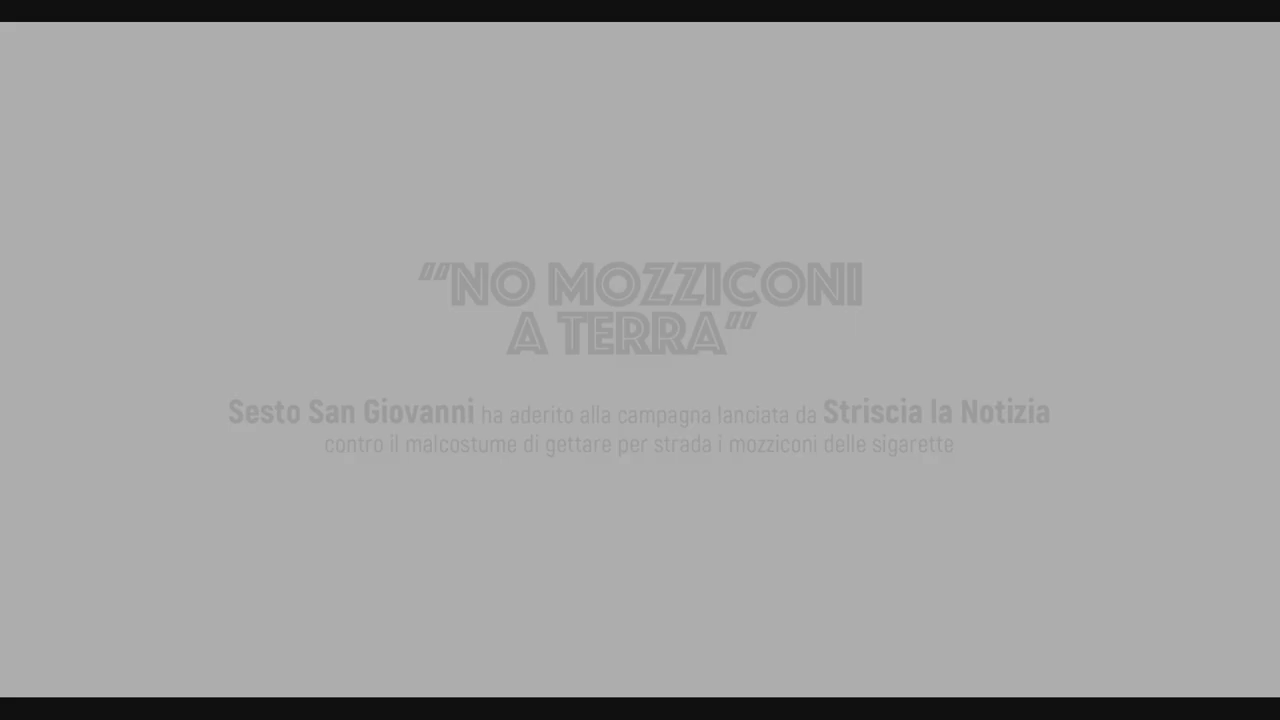 “NO MOZZICONI
A TERRA”
Sesto San Giovanni ha aderito alla campagna lanciata da Striscia la Notizia
contro il malcostume di gettare per strada i mozziconi delle sigarette